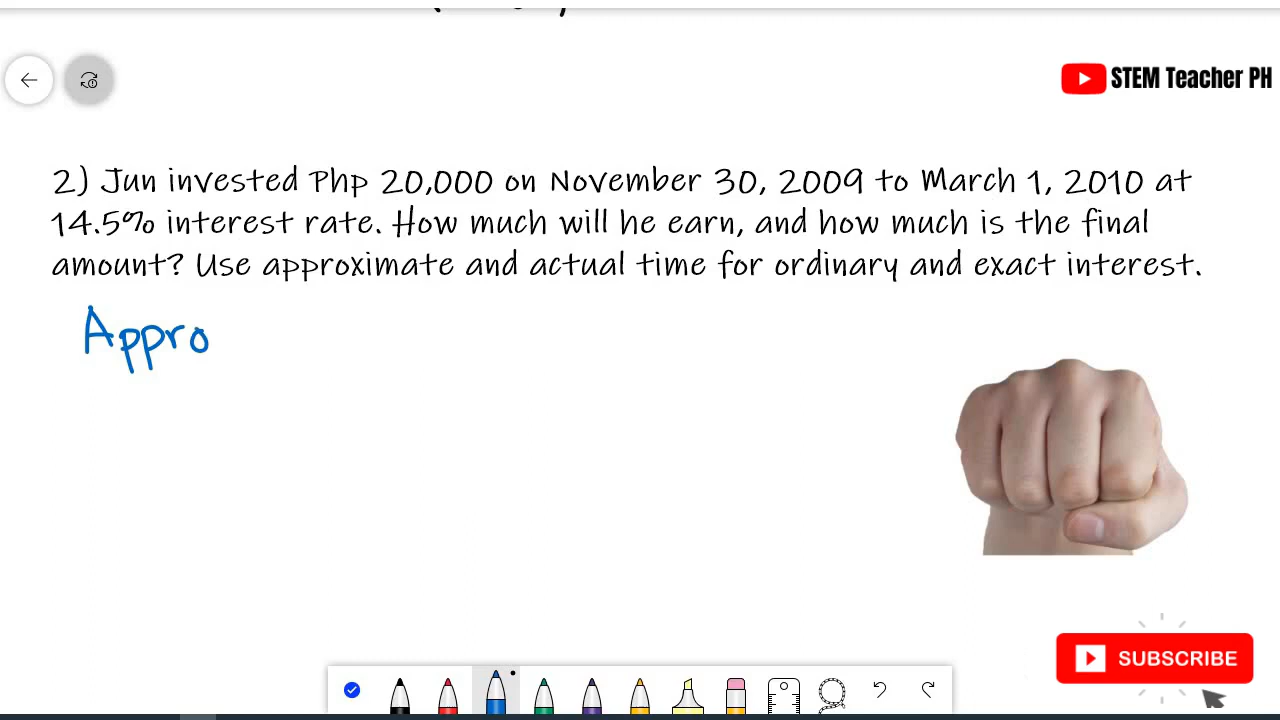 STEM Teacher PH
2) Jun invested Php 20,000 on November 30, 2009 to March 1, 2010 at
14.5% interest rate. How much will he earn, and how much is the final
amount? Use approximate and actual time for ordinary and exact interest.
Appro
SUBSCRIBE